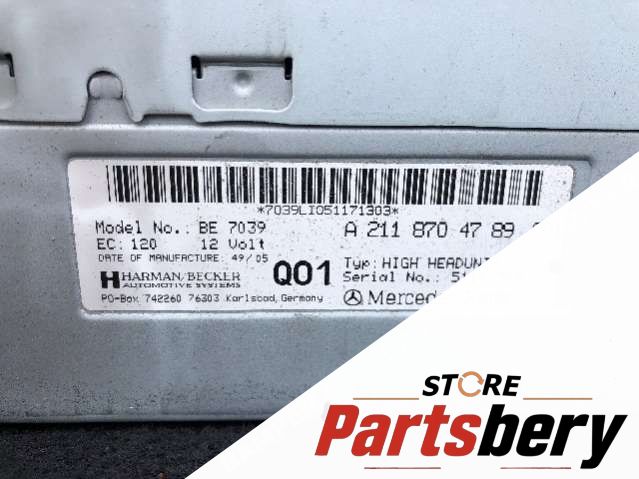 *7039LI051171303*
Model No.: BE 7039
A 211 870 47 89
EC: 120 12 Volt
DATE OF MANUFACTURE: 49/05
HARMAN/BECKER
AUTOMOTIVE SYSTEMS
Q01
Typ: HIGH HEADUNI
Serial No.: 51
PO-Box 742260 76303 Karlsbad, Germany
Merced
STORE
Partsbery